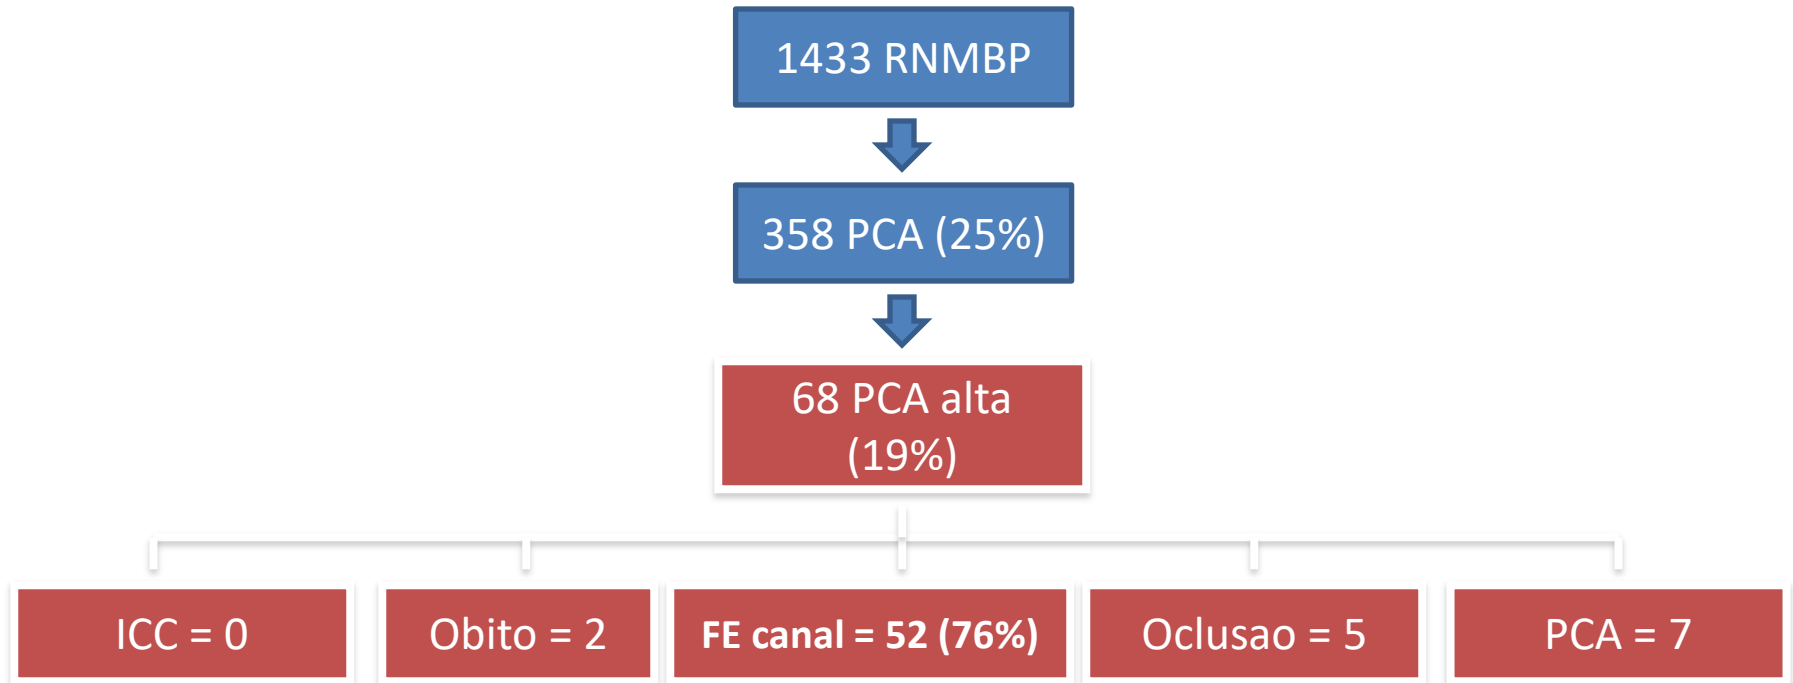 1433 RNMBP
358 PCA (25%)
68 PCA alta
(19%)
ICC = 0
Obito = 2
FE canal = 52 (76%)
Oclusao = 5
PCA = 7